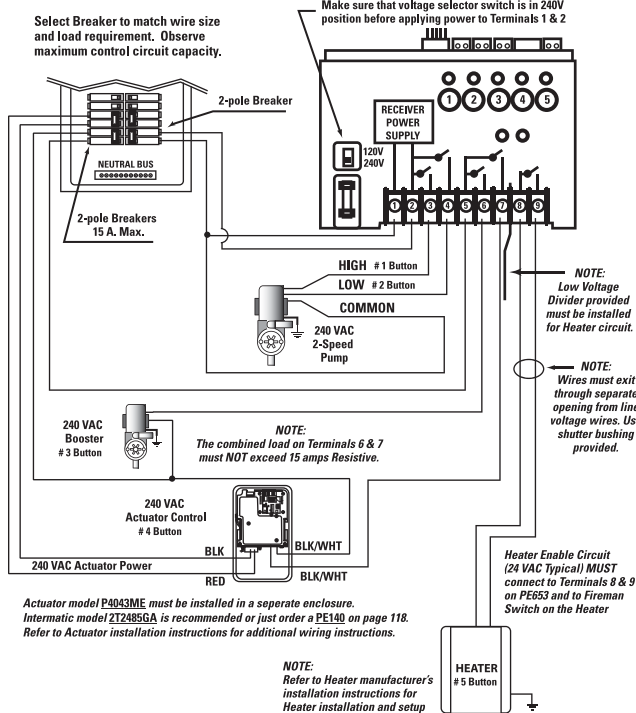 Make sure that voltage selector switch is in 240V
position before applying power to Terminals 1 & 2
Select Breaker to match wire size
and load requirement. Observe
maximum control circuit capacity.
2-pole Breaker
NEUTRAL BUS
2-pole Breakers
15 A. Max.
1 2 3 4 5
RECEIVER
POWER
SUPPLY
120V
240V
1 2 3 4 5 6 7 8 9
HIGH # 1 Button
LOW # 2 Button
COMMON
240 VAC
2-Speed
Pump
NOTE:
Low Voltage
Divider provided
must be installed
for Heater circuit.
NOTE:
Wires must exit
through separate
opening from line
voltage wires. Us
shutter bushing
provided.
240 VAC
Booster
# 3 Button
NOTE:
The combined load on Terminals 6 & 7
must NOT exceed 15 amps Resistive.
240 VAC
Actuator Control
# 4 Button
BLK
BLK/WHT
240 VAC Actuator Power
RED
BLK/WHT
Heater Enable Circuit
(24 VAC Typical) MUST
connect to Terminals 8 & 9
on PE653 and to Fireman
Switch on the Heater
Actuator model P4043ME must be installed in a seperate enclosure.
Intermatic model 2T2485GA is recommended or just order a PE140 on page 118.
Refer to Actuator installation instructions for additional wiring instructions.
NOTE:
Refer to Heater manufacturer's
installation instructions for
Heater installation and setup
HEATER
# 5 Button